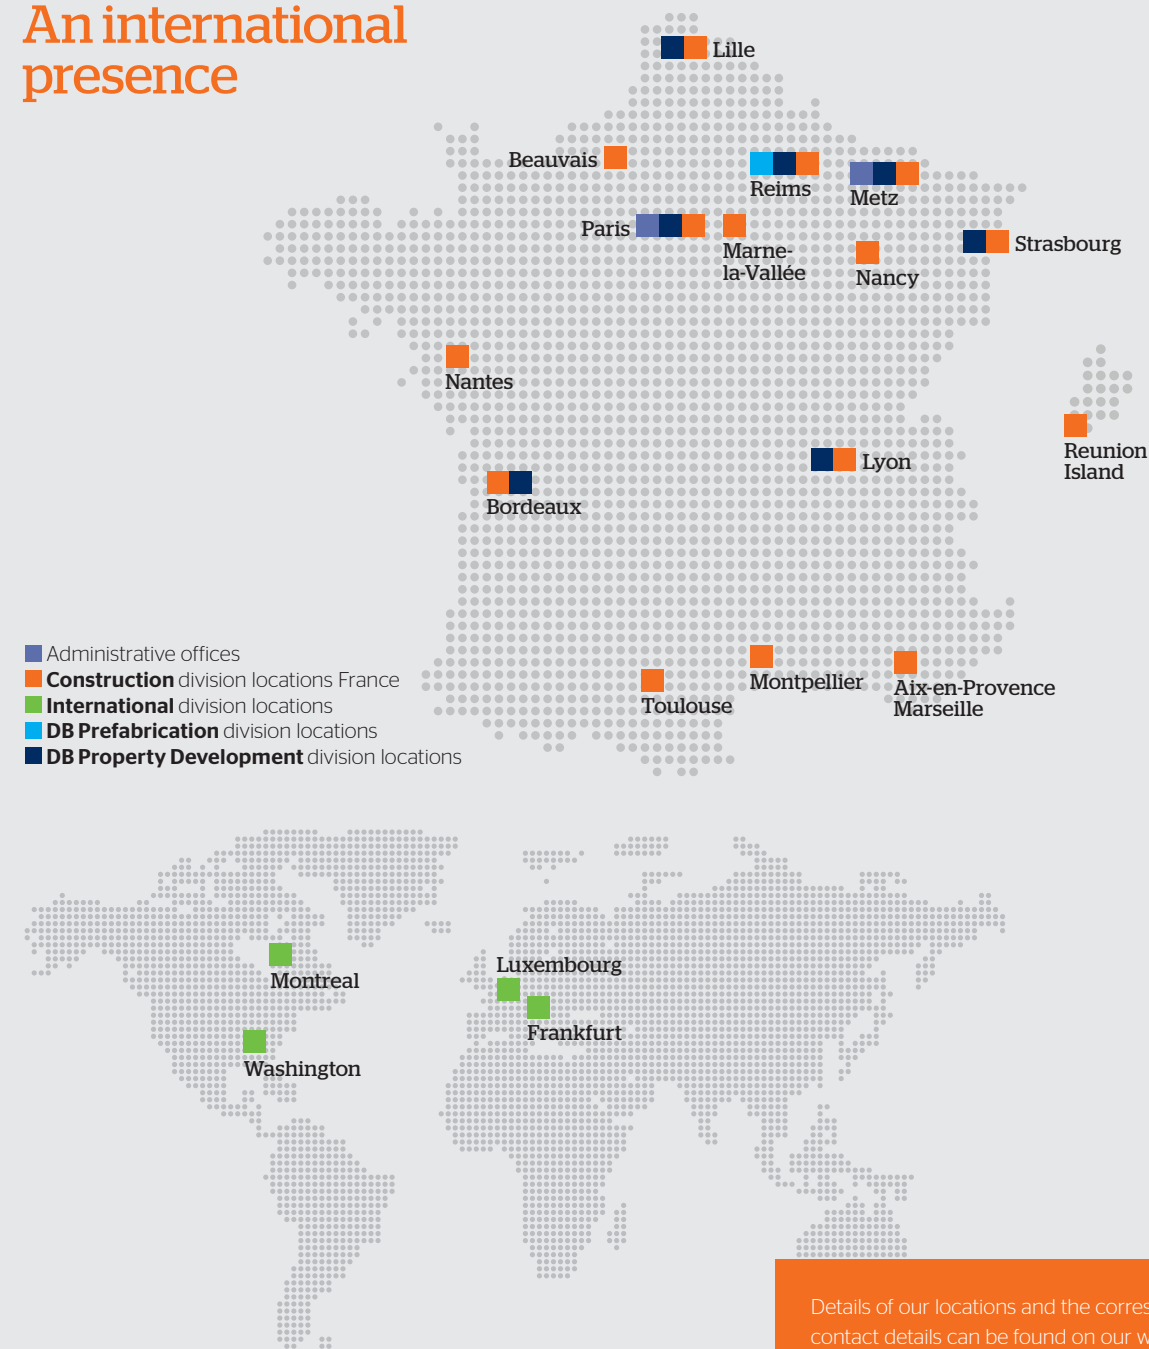 An international
presence
Lille
Beauvais
Reims
Metz
Paris
Marne-
la-Vallée
Nancy
Strasbourg
Nantes
Reunion
Island
Lyon
Bordeaux
Administrative offices
Construction division locations France
International division locations
DB Prefabrication division locations
DB Property Development division locations
Toulouse
Montpellier
Aix-en-Provence
Marseille
Montreal
Luxembourg
Frankfurt
Washington
Details of our locations and the corres
contact details can be found on our w